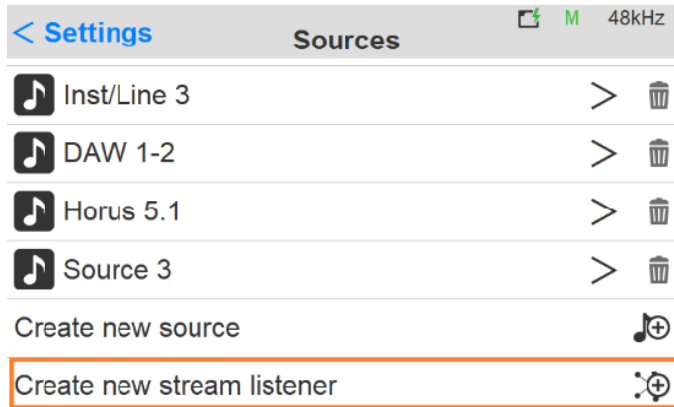 < Settings
Sources
M 48kHz
Inst/Line 3
DAW 1-2
Horus 5.1
Source 3
Create new source
Create new stream listener